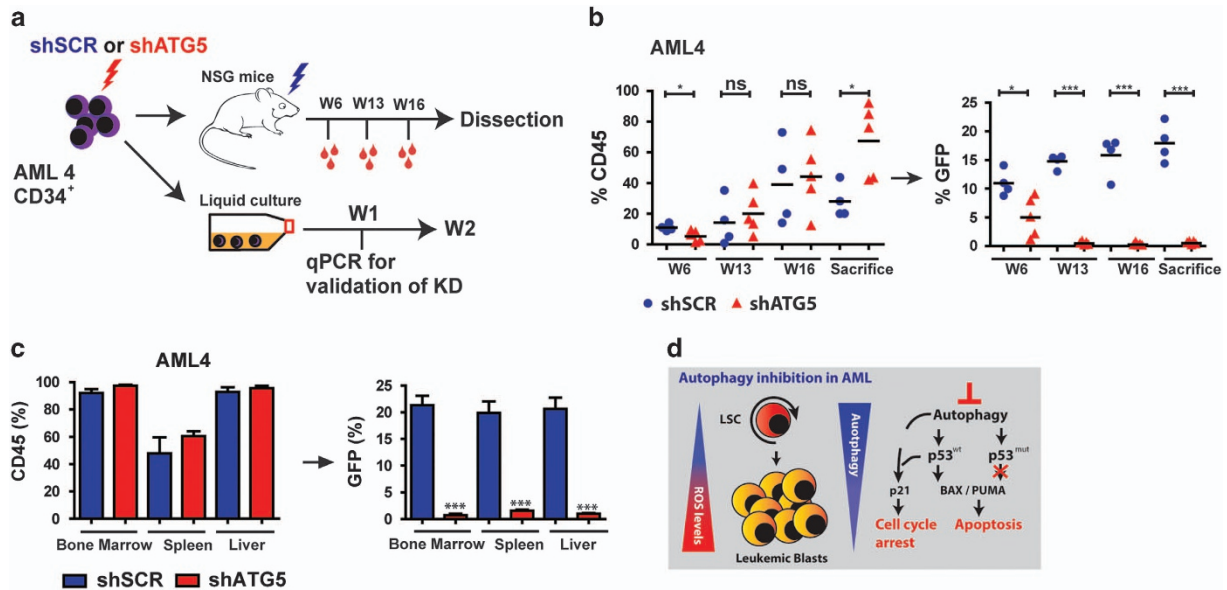 a
shSCR or shATG5
NSG mice
W6 W13 W16
Dissection
AML 4
CD34+
Liquid culture
W1
W2
qPCR for
validation of KD
b
AML4
* ns ns *
% CD45
100
80
60
40
20
0
W6 W13 W16 Sacrifice
* *** *** ***
% GFP
25
20
15
10
5
0
W6 W13 W16 Sacrifice
shSCR shATG5
c
AML4
CD45 (%)
100
80
60
40
20
0
Bone Marrow Spleen Liver
GFP (%)
25
20
15
10
5
0
*** *** ***
Bone Marrow Spleen Liver
shSCR shATG5
d
Autophagy inhibition in AML
LSC
ROS levels
Leukemic Blasts
Auotphagy
Autophagy
p53wt p53mut
p21 BAX / PUMA
Cell cycle
arrest
Apoptosis